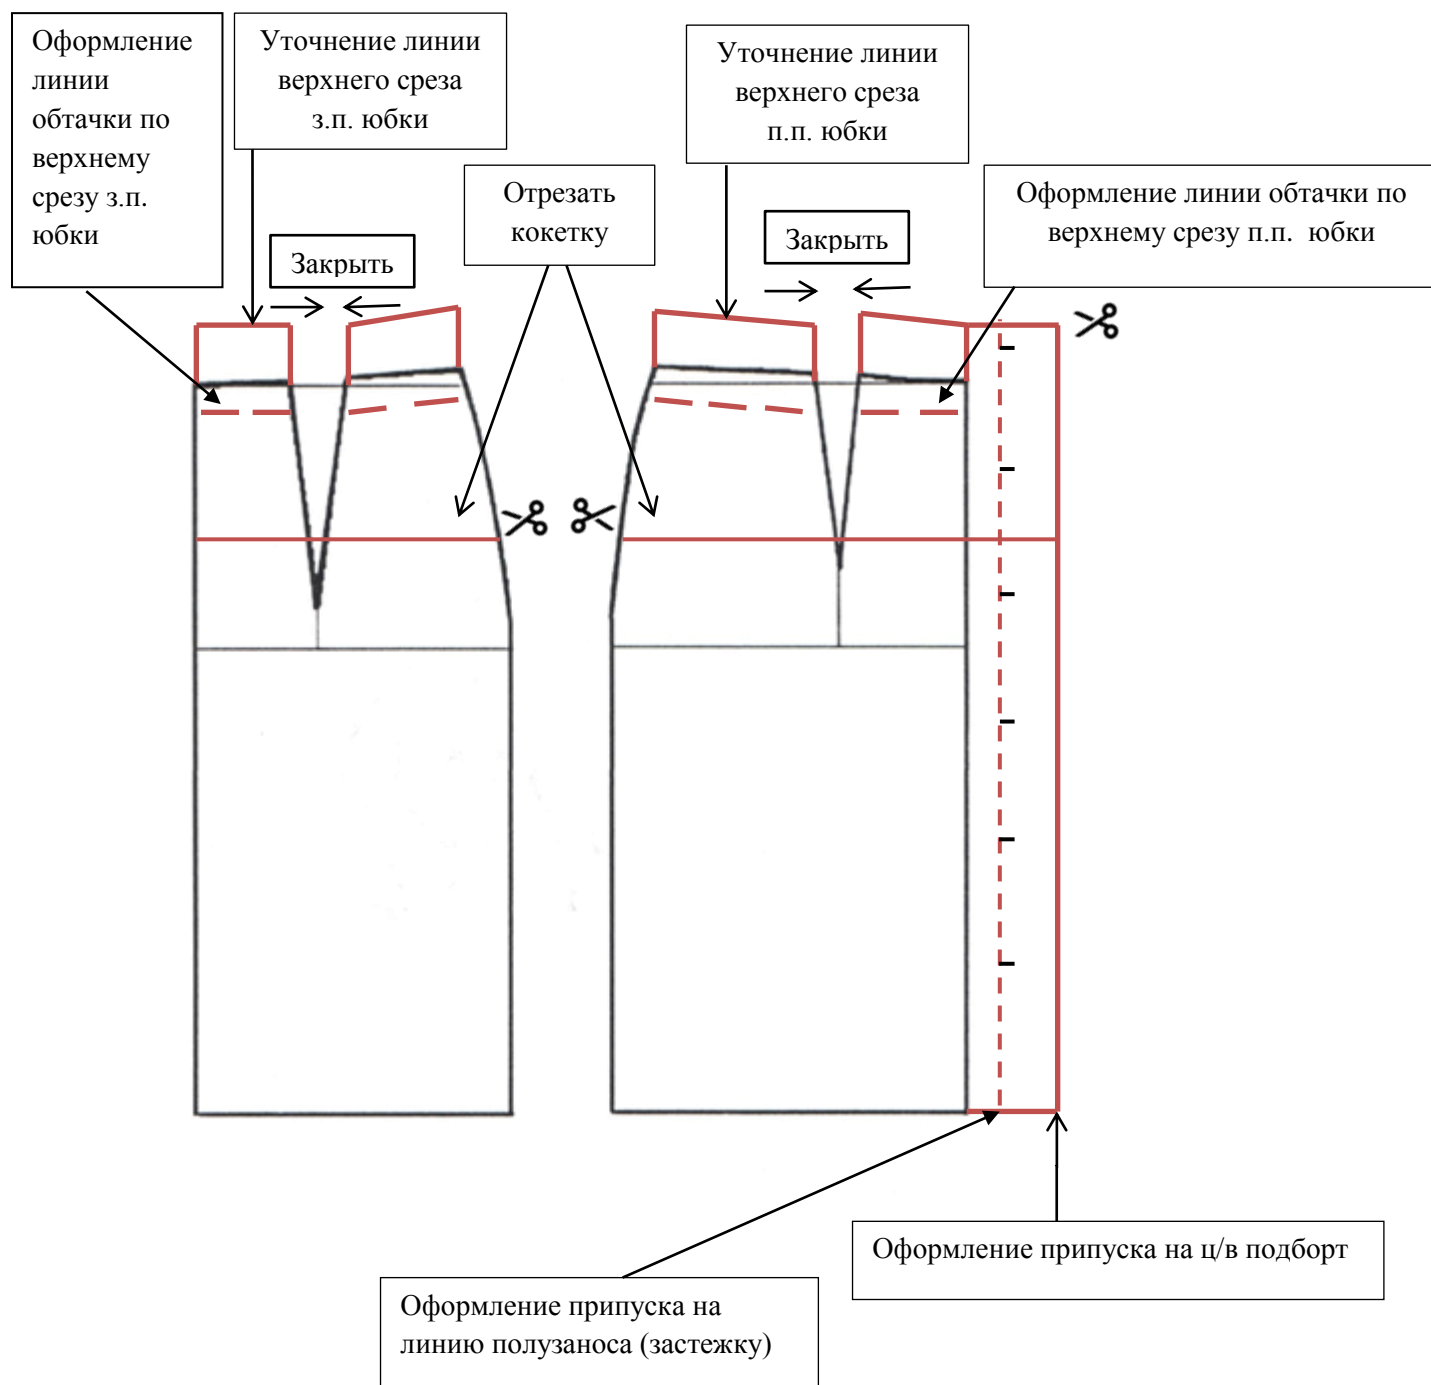 Оформление
линии
обтачки по
верхнему
срезу з.п.
юбки
Уточнение линии
верхнего среза
з.п. юбки
Уточнение линии
верхнего среза
п.п. юбки
Отрезать
кокетку
Оформление линии обтачки по
верхнему срезу п.п. юбки
Закрыть
Закрыть
Оформление припуска на ц/в подборт
Оформление припуска на
линию полузаноса (застежку)